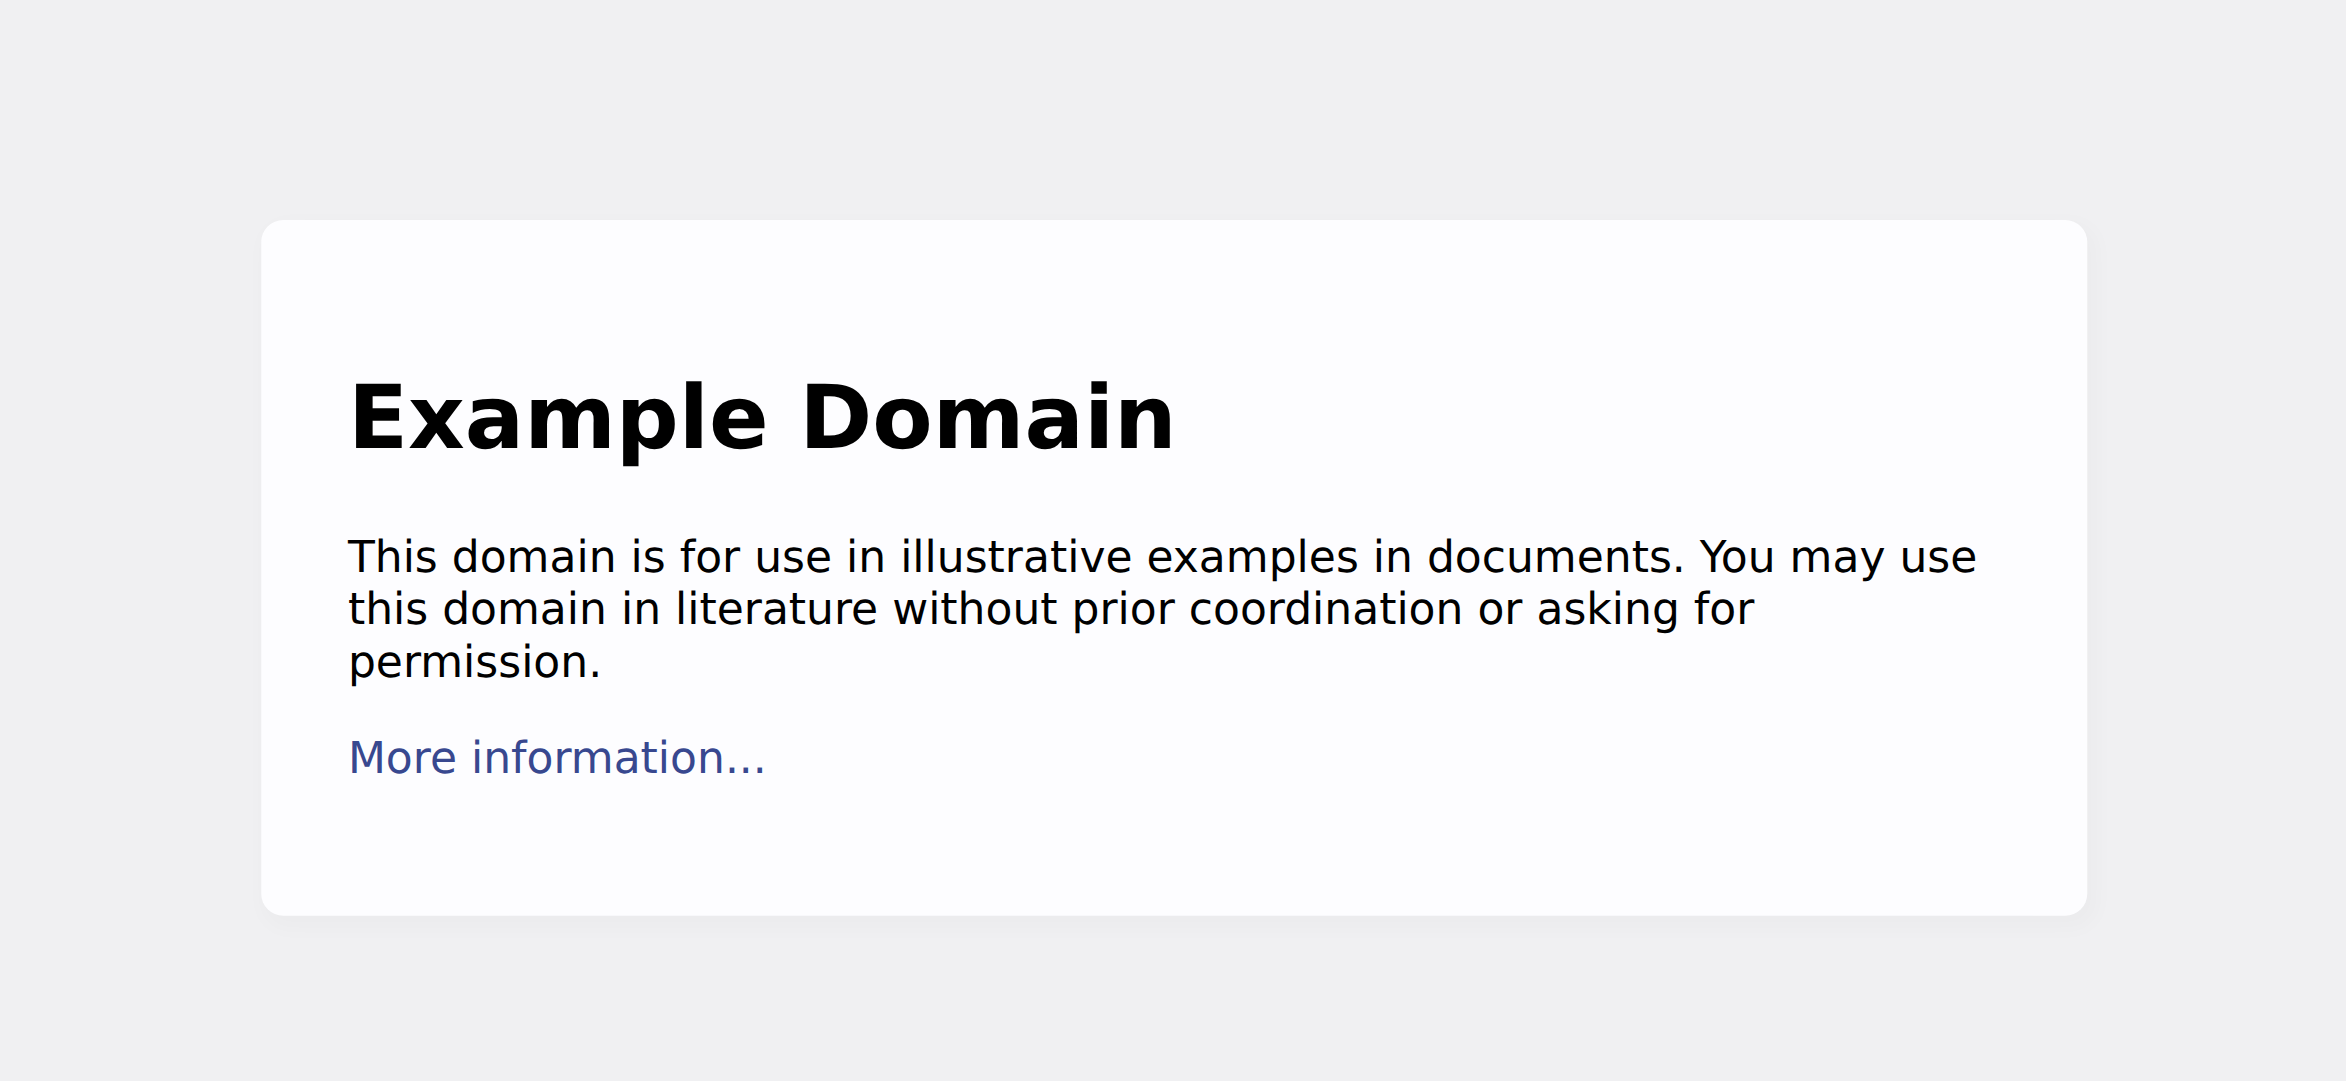 Example Domain
This domain is for use in illustrative examples in documents. You may use
this domain in literature without prior coordination or asking for
permission.
More information...